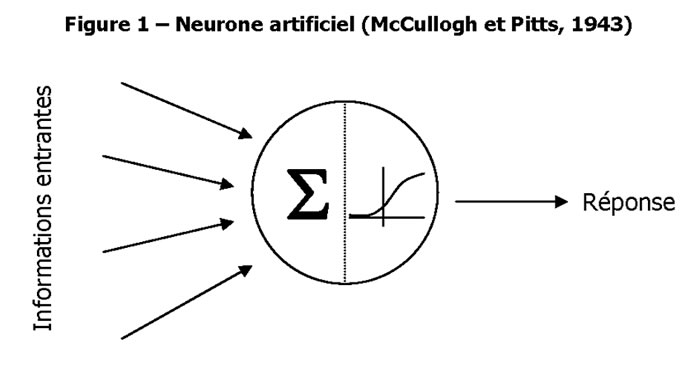 Figure 1 – Neurone artificiel (McCullogh et Pitts, 1943)
Informations entrantes
Σ
Réponse